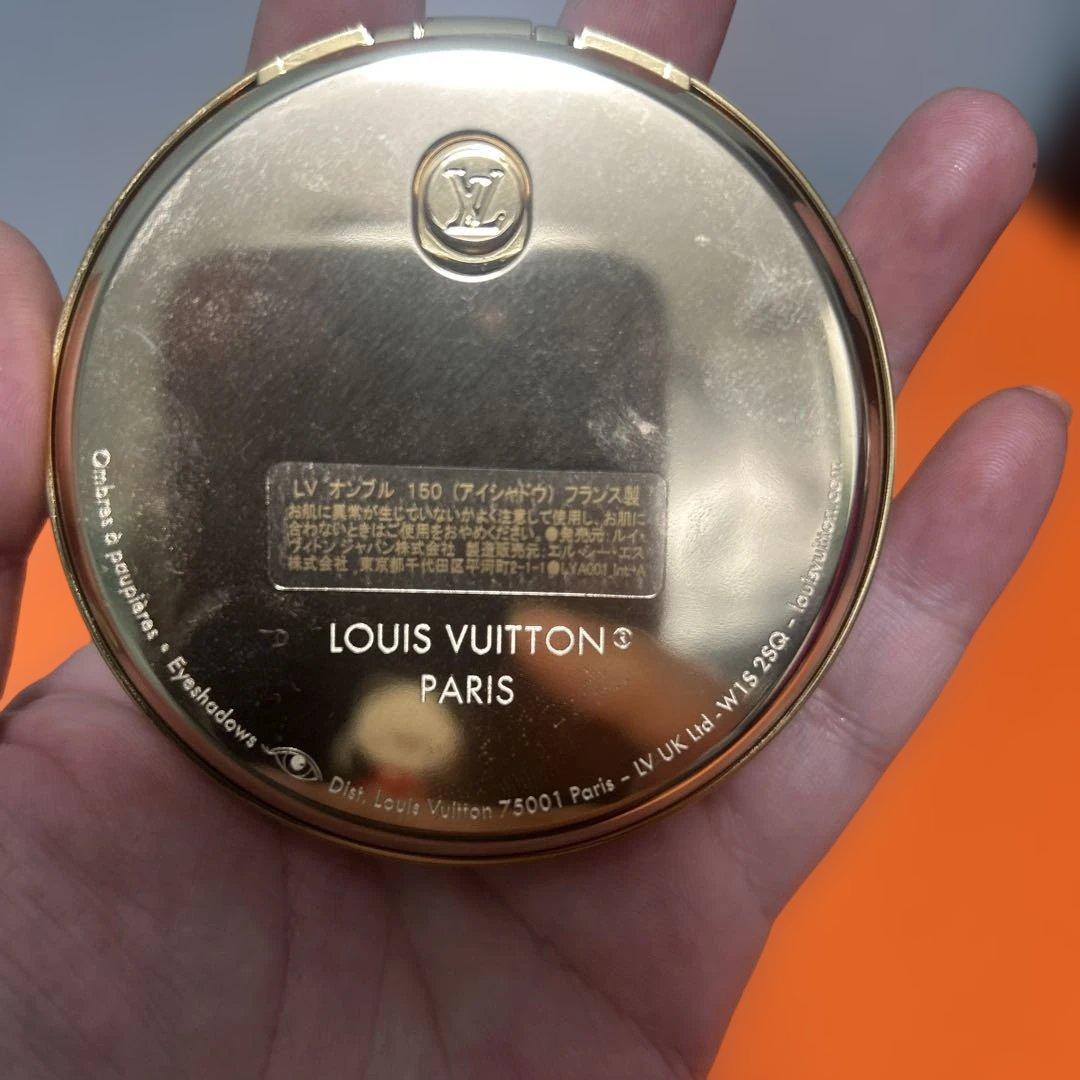 LV
LV オンブル 150 (アイシャドウ) フランス製
お肌に異常が生じていないかよく注意して使用し、お肌に
合わないときはご使用をおやめください。●発売元:ルイ・
ヴィトン ジャパン株式会社 製造販売元:エル・シー・エス
株式会社 東京都千代田区平河町2-1-1●LVA001 Int-A
LOUIS VUITTON
PARIS
Ombres à paupières • Eyeshadows
Dist. Louis Vuitton 75001 Paris – LV UK Ltd - W1S 2SQ – louisvuitton.com